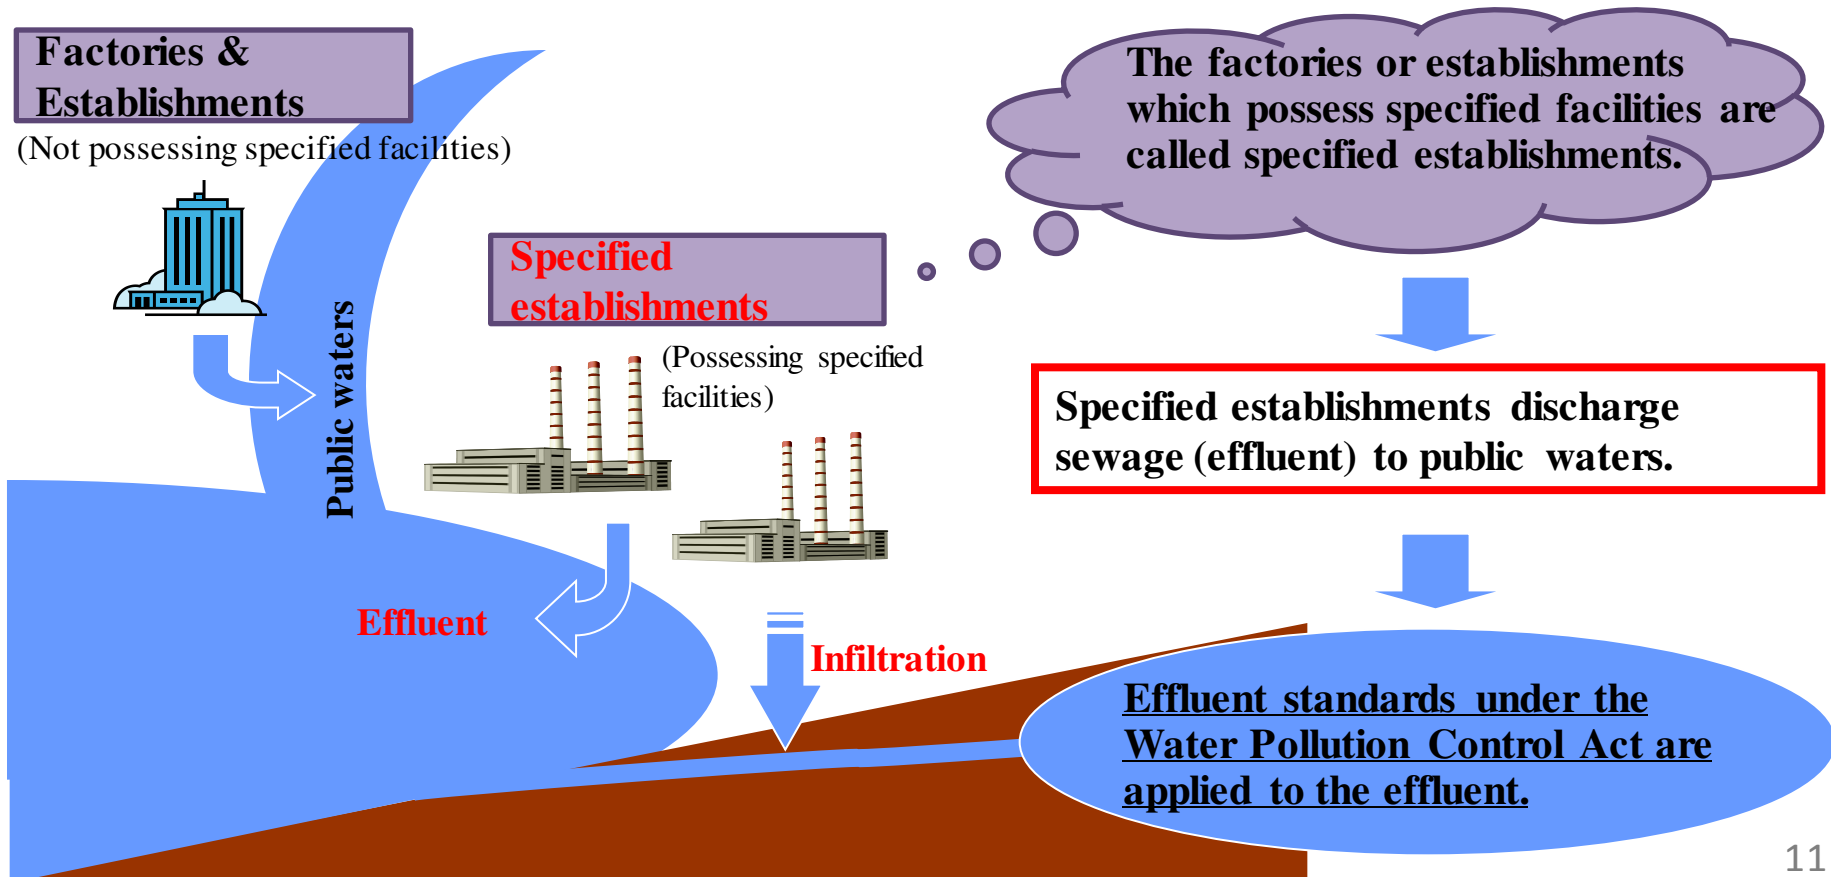 Factories &
Establishments
(Not possessing specified facilities)
Public waters
Specified
establishments
(Possessing specified
facilities)
Effluent
Infiltration
The factories or establishments
which possess specified facilities are
called specified establishments.
Specified establishments discharge
sewage (effluent) to public waters.
Effluent standards under the
Water Pollution Control Act are
applied to the effluent.
11